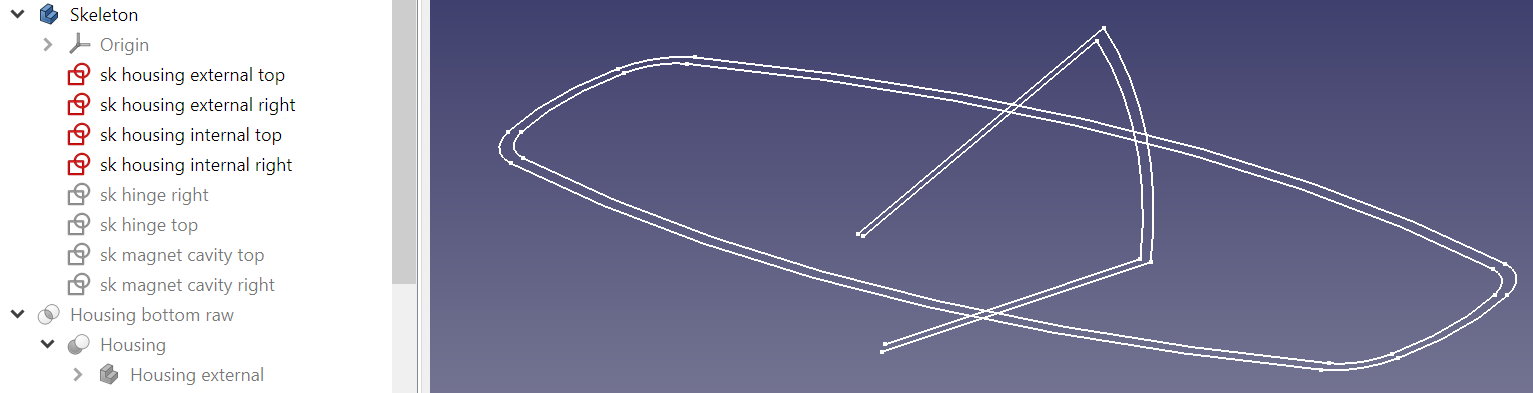 Skeleton
Origin
sk housing external top
sk housing external right
sk housing internal top
sk housing internal right
sk hinge right
sk hinge top
sk magnet cavity top
sk magnet cavity right
Housing bottom raw
Housing
Housing external